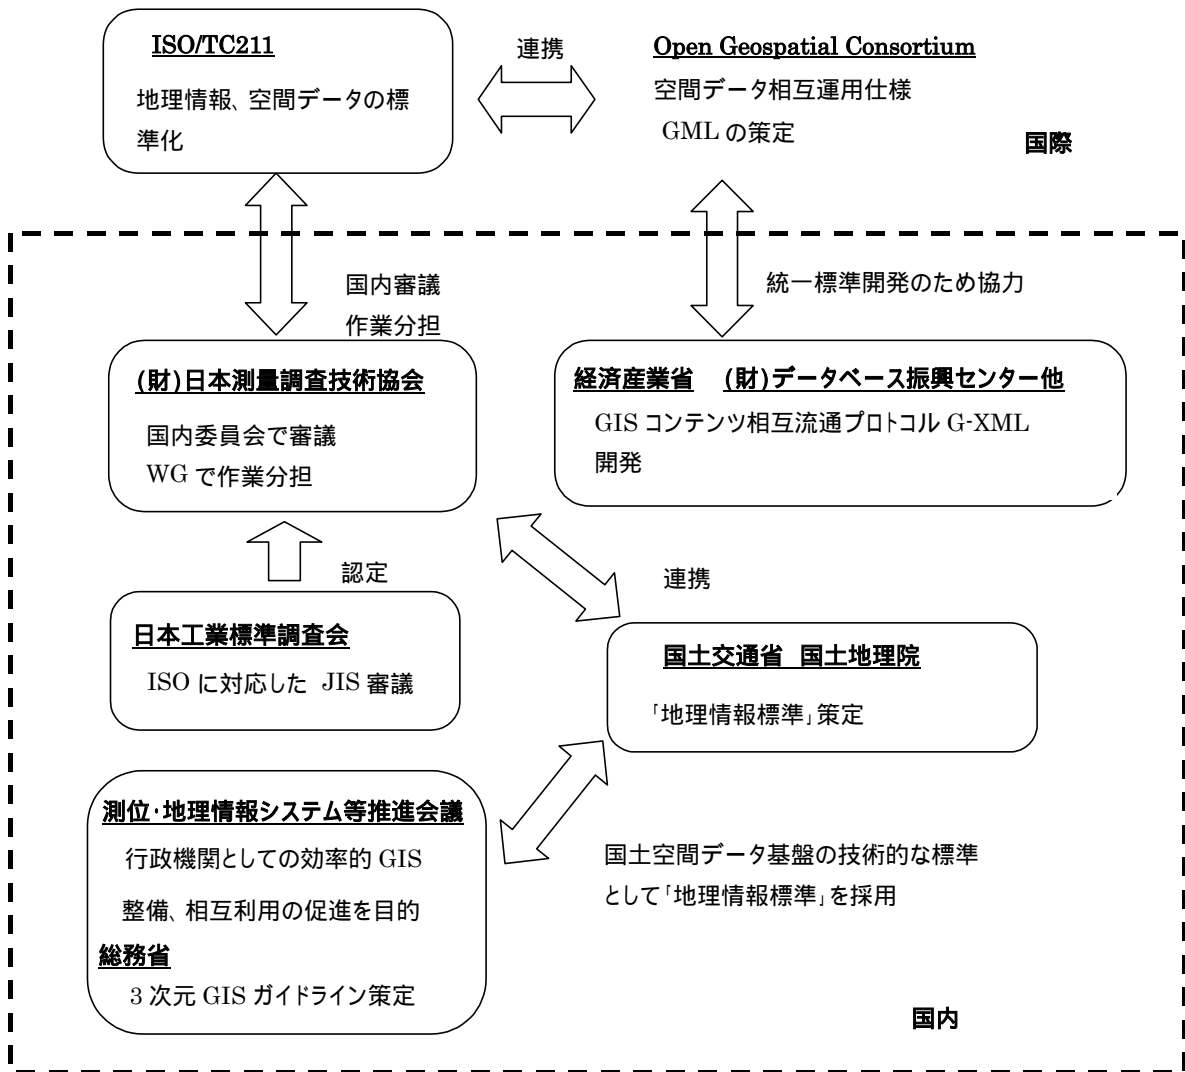 ISO/TC211
地理情報、空間データの標
準化
連携
Open Geospatial Consortium
空間データ相互運用仕様
GML の策定
国際
国内審議
作業分担
統一標準開発のため協力
(財)日本測量調査技術協会
国内委員会で審議
WG で作業分担
経済産業省 (財)データベース振興センター他
GIS コンテンツ相互流通プロトコル G-XML
開発
認定
連携
日本工業標準調査会
ISO に対応した JIS 審議
国土交通省 国土地理院
「地理情報標準」策定
測位・地理情報システム等推進会議
行政機関としての効率的 GIS
整備、相互利用の促進を目的
総務省
3 次元 GIS ガイドライン策定
国土空間データ基盤の技術的な標準
として「地理情報標準」を採用
国内